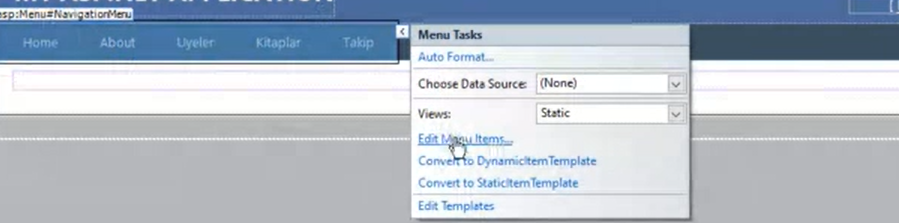 asp:Menu#NavigationMenu
Home About Uyeler Kitaplar Takip
Menu Tasks
Auto Format...
Choose Data Source: (None)
Views: Static
Edit Menu Items...
Convert to DynamicItemTemplate
Convert to StaticItemTemplate
Edit Templates